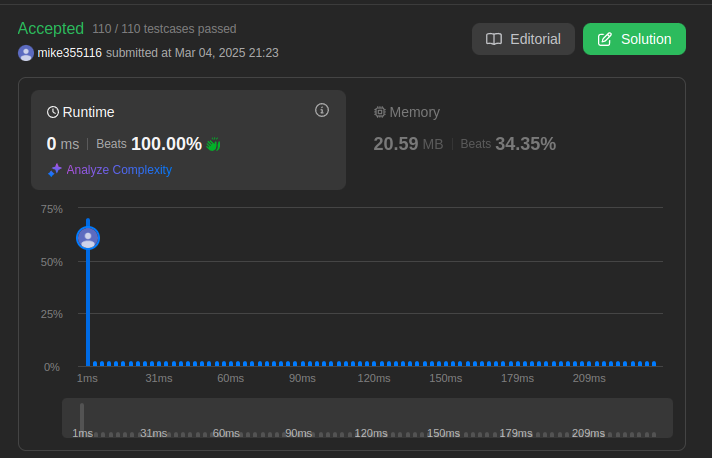 Accepted 110 / 110 testcases passed
mike355116 submitted at Mar 04, 2025 21:23
Editorial
Solution
Runtime
0 ms | Beats 100.00%
Analyze Complexity
Memory
20.59 MB | Beats 34.35%
75%
50%
25%
0%
1ms 31ms 60ms 90ms 120ms 150ms 179ms 209ms
1ms 31ms 60ms 90ms 120ms 150ms 179ms 209ms